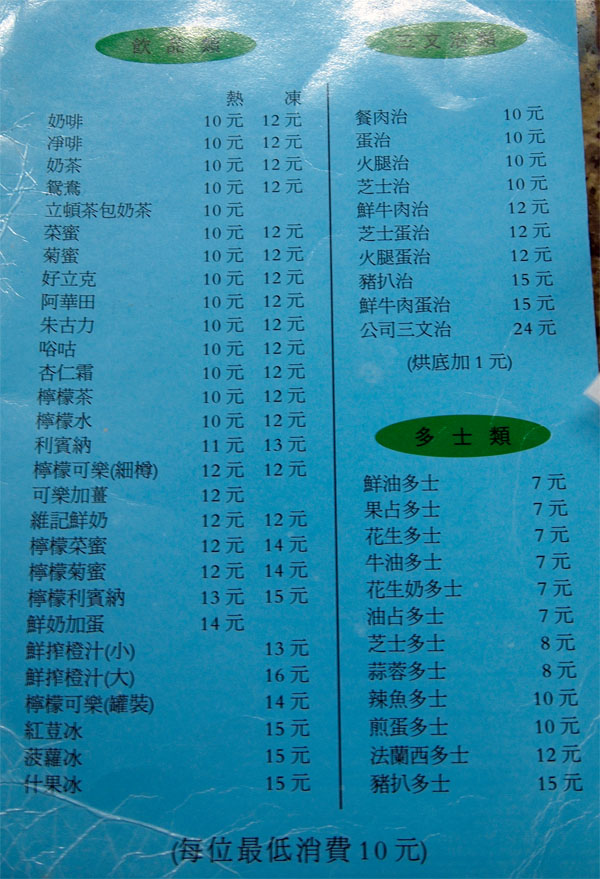 飲品類
熱 凍
奶啡 10元 12元
淨啡 10元 12元
奶茶 10元 12元
鴛鴦 10元 12元
立頓茶包奶茶 10元
菜蜜 10元 12元
菊蜜 10元 12元
好立克 10元 12元
阿華田 10元 12元
朱古力 10元 12元
唂咕 10元 12元
杏仁霜 10元 12元
檸檬茶 10元 12元
檸檬水 10元 12元
利賓納 11元 13元
檸檬可樂(細樽) 12元 12元
可樂加薑 12元
維記鮮奶 12元 12元
檸檬菜蜜 12元 14元
檸檬菊蜜 12元 14元
檸檬利賓納 13元 15元
鮮奶加蛋 14元
鮮搾橙汁(小) 13元
鮮搾橙汁(大) 16元
檸檬可樂(罐裝) 14元
紅荳冰 15元
菠蘿冰 15元
什果冰 15元
三文治類
餐肉治 10元
蛋治 10元
火腿治 10元
芝士治 10元
鮮牛肉治 12元
芝士蛋治 12元
火腿蛋治 12元
豬扒治 15元
鮮牛肉蛋治 15元
公司三文治 24元
(烘底加1元)
多士類
鮮油多士 7元
果占多士 7元
花生多士 7元
牛油多士 7元
花生奶多士 7元
油占多士 7元
芝士多士 8元
蒜蓉多士 8元
辣魚多士 10元
煎蛋多士 10元
法蘭西多士 12元
豬扒多士 15元
(每位最低消費10元)